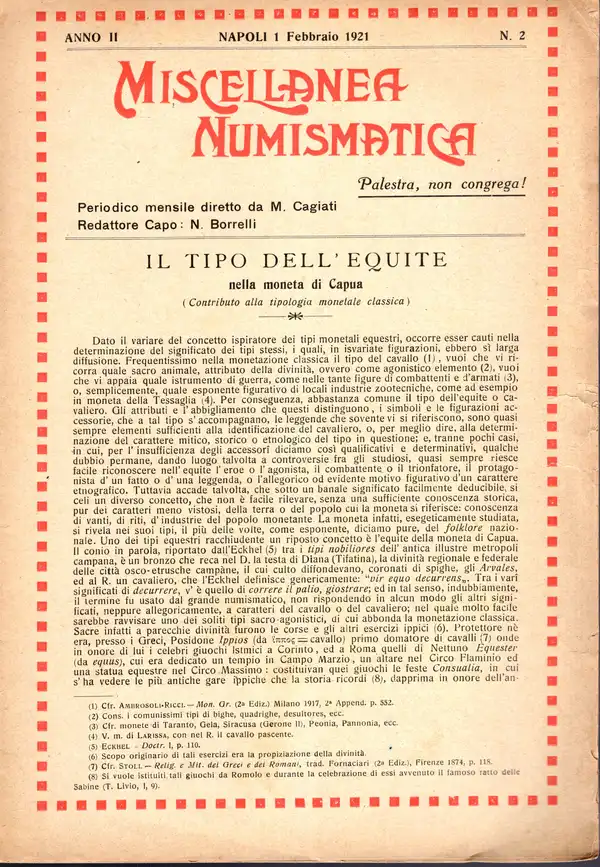 ANNO II NAPOLI 1 Febbraio 1921 N. 2
MISCELLANEA
NUMISMATICA
Palestra, non congrega!
Periodico mensile diretto da M. Cagiati
Redattore Capo: N. Borrelli
IL TIPO DELL'EQUITE
nella moneta di Capua
(Contributo alla tipologia monetale classica)
Dato il variare del concetto ispiratore dei tipi monetali equestri, occorre esser cauti nella
determinazione del significato dei tipi stessi, i quali, in isvariate figurazioni, ebbero sì larga
diffusione. Frequentissimo nella monetazione classica il tipo del cavallo (1), vuoi che vi ri-
corra quale sacro animale, attributo della divinità, ovvero come agonistico elemento (2), vuoi che
vi appaia quale istrumento di guerra, come nelle tante figure di combattenti e d'armati (3),
o, semplicemente, quale esponente figurativo di locali industrie zootecniche, come ad esempio
in moneta della Tessaglia (4). Per conseguenza, abbastanza comune il tipo dell'equite o ca-
valiero. Gli attributi e l'abbigliamento che questi distinguono, i simboli e le figurazioni ac-
cessorie, che a tal tipo s'accompagnano, le leggende che sovente vi si riferiscono, sono quasi
sempre elementi sufficienti alla identificazione del cavaliero, o, per meglio dire, alla determi-
nazione del carattere mitico, storico o etnologico del tipo in questione; e, tranne pochi casi,
in cui, per l'insufficienza degli accessori diciamo così qualificativi e determinativi, qualche
dubbio permane, dando luogo talvolta a controversie fra gli studiosi, quasi sempre riesce
facile riconoscere nell'equite l'eroe o l'agonista, il combattente o il trionfatore, il protago-
nista d'un fatto o d'una leggenda, o l'allegorico od evidente motivo figurativo d'un carattere
etnografico. Tuttavia accade talvolta, che sotto un banale significato facilmente deducibile, si
celi un diverso concetto, che non è facile rilevare, senza una sufficiente conoscenza storica,
pur dei caratteri meno vistosi, della terra o del popolo cui la moneta si riferisce: conoscenza
di vanti, di riti, d'industrie del popolo monetante La moneta infatti, esegeticamente studiata,
si rivela nei suoi tipi, il più delle volte, come esponente, diciamo pure, del folklore nazio-
nale. Uno dei tipi equestri racchiudente un riposto concetto è l'equite della moneta di Capua.
Il conio in parola, riportato dall'Eckhel (5) tra i tipi nobiliores dell'antica illustre metropoli
campana, è un bronzo che reca nel D. la testa di Diana (Tifatina), la divinità regionale e federale
delle città osco-etrusche campane, il cui culto diffondevano, coronati di spighe, gli Arvales,
ed al R. un cavaliero, che l'Eckhel definisce genericamente: "vir equo decurrens„. Tra i vari
significati di decurrere, v'è quello di correre il palio, giostrare; ed in tal senso, indubbiamente,
il termine fu usato dal grande numismatico, non rispondendo in alcun modo gli altri signi-
ficati, neppure allegoricamente, a caratteri del cavallo o del cavaliero; nel quale molto facile
sarebbe ravvisare uno dei soliti tipi sacro-agonistici, di cui abbonda la monetazione classica.
Sacre infatti a parecchie divinità furono le corse e gli altri esercizi ippici (6). Protettore nè
era, presso i Greci, Posidone Ippios (da ἵππος = cavallo) primo domatore di cavalli (7) onde
in onore di lui i celebri giuochi Istmici a Corinto, ed a Roma quelli di Nettuno Equester
(da equus), cui era dedicato un tempio in Campo Marzio, un altare nel Circo Flaminio ed
una statua equestre nel Circo Massimo: costituivan quei giuochi le feste Consualia, in cui
s'ha vedere le più antiche gare ippiche che la storia ricordi (8), dapprima in onore dell'an-
(1) Cfr. AMBROSOLI-RICCI. — Mon. Gr. (2ª Ediz.) Milano 1917, 2ª Append. p. 552.
(2) Cons. i comunissimi tipi di bighe, quadrighe, desultores, ecc.
(3) Cfr. monete di Taranto, Gela, Siracusa (Gerone II), Peonia, Pannonia, ecc.
(4) V. m. di LARISSA, con nel R. il cavallo pascente.
(5) ECKHEL - Doctr. I, p. 110.
(6) Scopo originario di tali esercizi era la propiziazione della divinità.
(7) Cfr. STOLL — Relig. e Mit. dei Greci e dei Romani, trad. Fornaciari (2ª Ediz.), Firenze 1874, p. 118.
(8) Si vuole istituiti tali giuochi da Romolo e durante la celebrazione di essi avvenuto il famoso ratto delle
Sabine (T. Livio, I, 9).